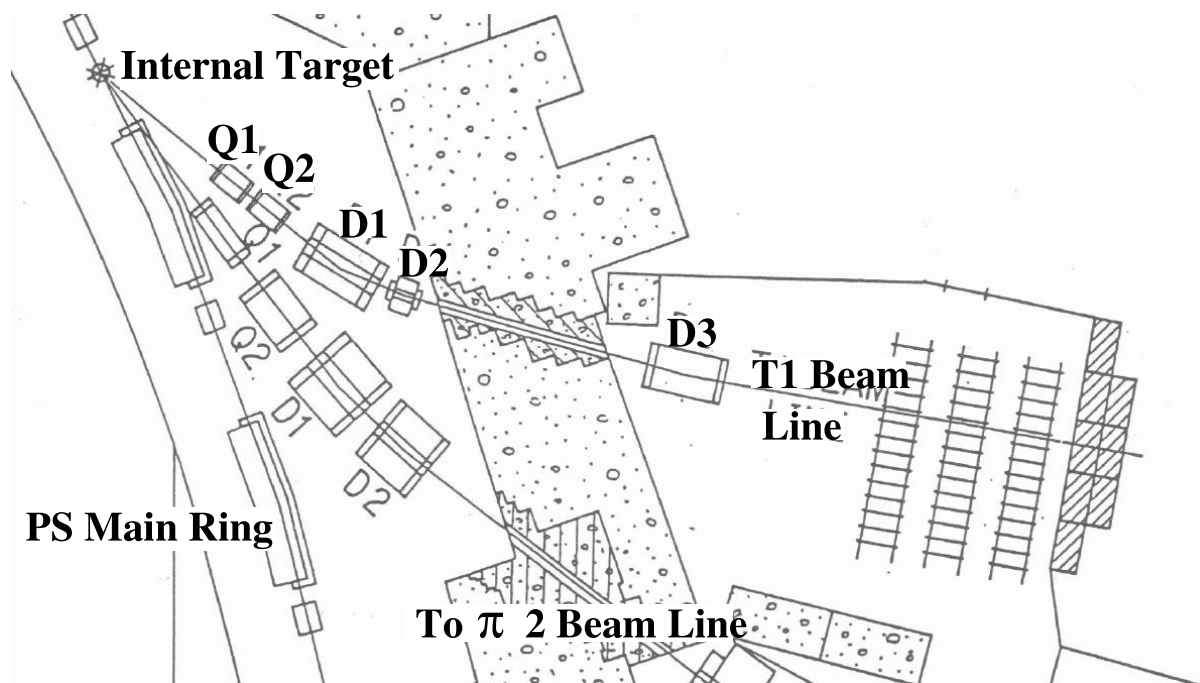 Internal Target
Q1
Q2
D1
D2
Q1
Q2
D1
D2
D3
T1 Beam
Line
PS Main Ring
To π 2 Beam Line